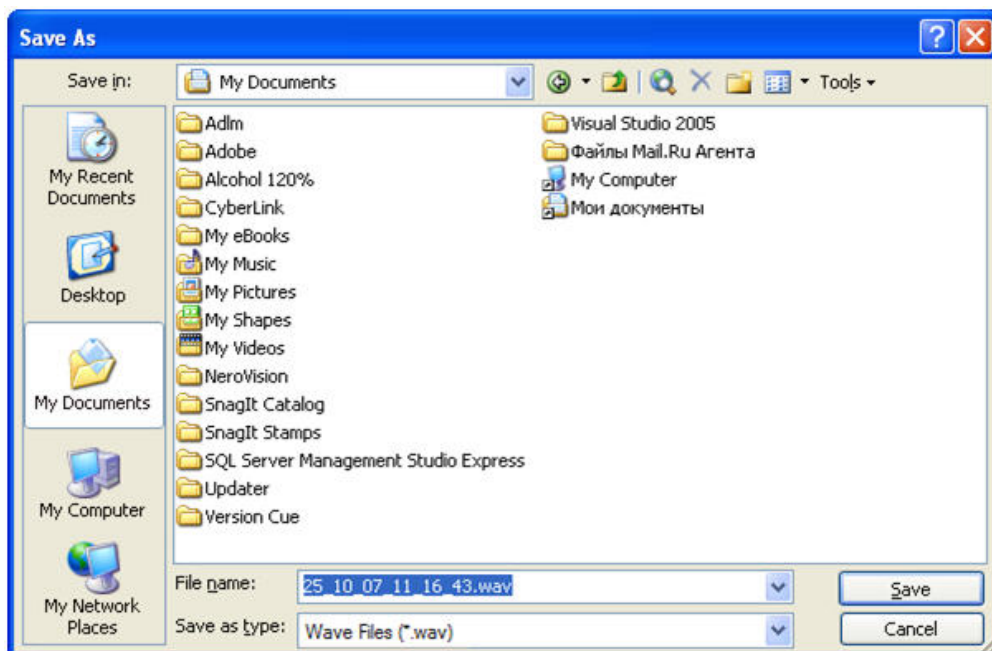 Save As
Save in:
My Documents
Tools
My Recent
Documents
Desktop
My Documents
My Computer
My Network
Places
Adlm
Adobe
Alcohol 120%
CyberLink
My eBooks
My Music
My Pictures
My Shapes
My Videos
NeroVision
SnagIt Catalog
SnagIt Stamps
SQL Server Management Studio Express
Updater
Version Cue
Visual Studio 2005
Файлы Mail.Ru Агента
My Computer
Мои документы
File name:
25_10_07_11_16_43.wav
Save
Save as type:
Wave Files (*.wav)
Cancel